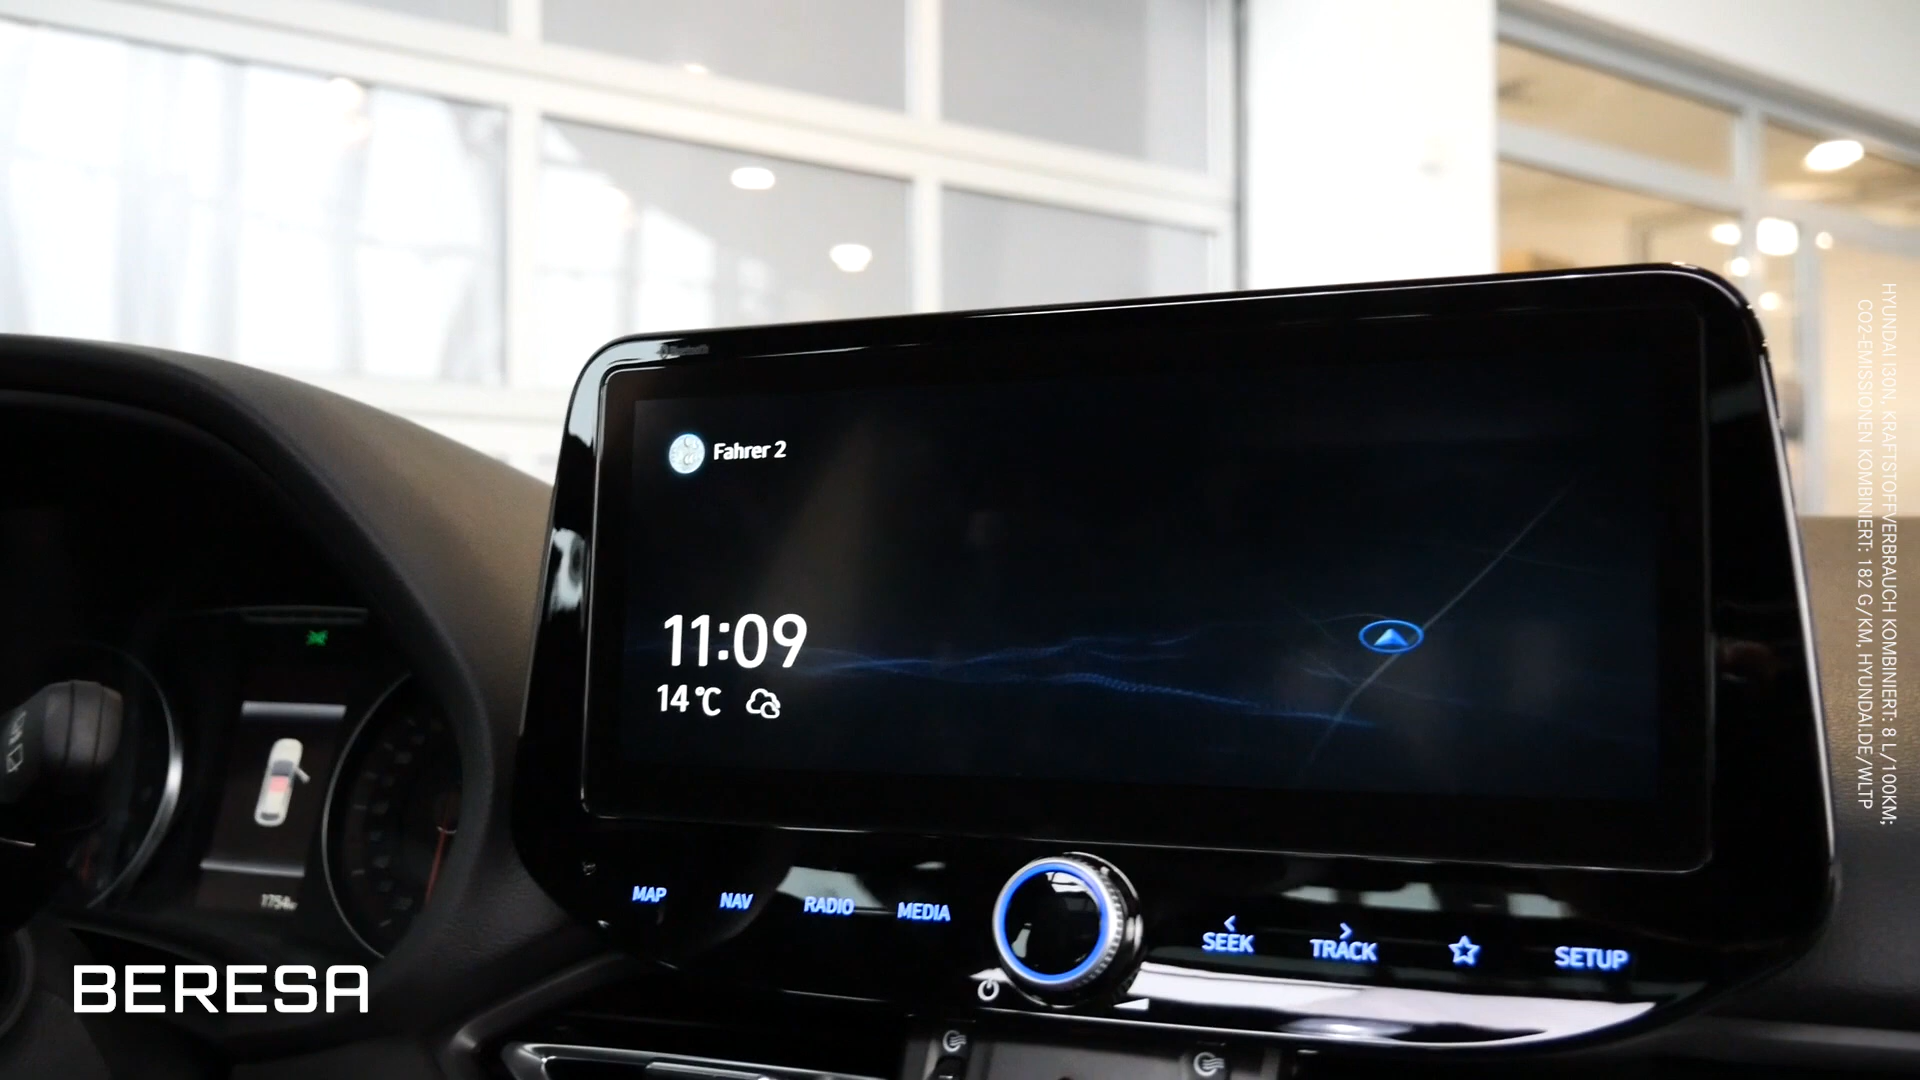 Bluetooth
Fahrer 2
11:09
14°C
MAP
NAV
RADIO
MEDIA
SEEK
TRACK
SETUP
BERESA
HYUNDAI I30N, KRAFTSTOFFVERBRAUCH KOMBINIERT: 8 L/100KM;
CO2-EMISSIONEN KOMBINIERT: 182 G/KM, HYUNDAI.DE/WLTP